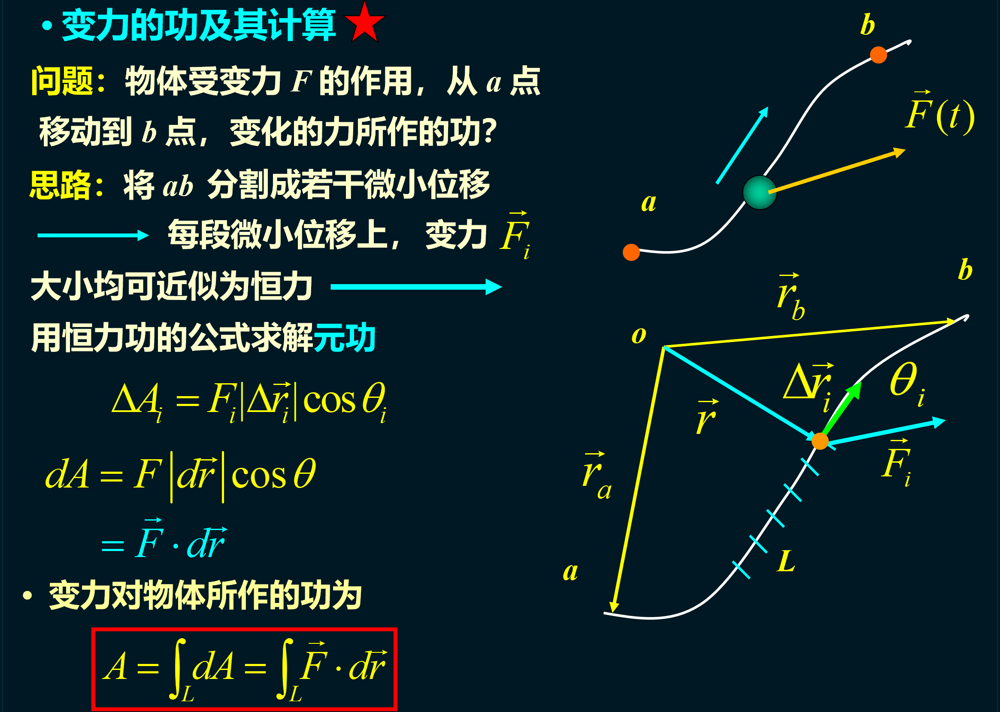 • 变力的功及其计算
问题：物体受变力 F 的作用，从 a 点
移动到 b 点，变化的力所作的功？
思路：将 ab 分割成若干微小位移
每段微小位移上，变力 $\vec{F}_i$
大小均可近似为恒力
用恒力功的公式求解元功
$\Delta A_i = F_i |\Delta \vec{r}_i| \cos\theta_i$
$dA = F |d\vec{r}| \cos\theta$
$= \vec{F} \cdot d\vec{r}$
• 变力对物体所作的功为
$A = \int_L dA = \int_L \vec{F} \cdot d\vec{r}$
b
$\vec{F}(t)$
a
b
$\vec{r}_b$
o
$\Delta \vec{r}_i$
$\theta_i$
$\vec{r}$
$\vec{F}_i$
$\vec{r}_a$
L
a